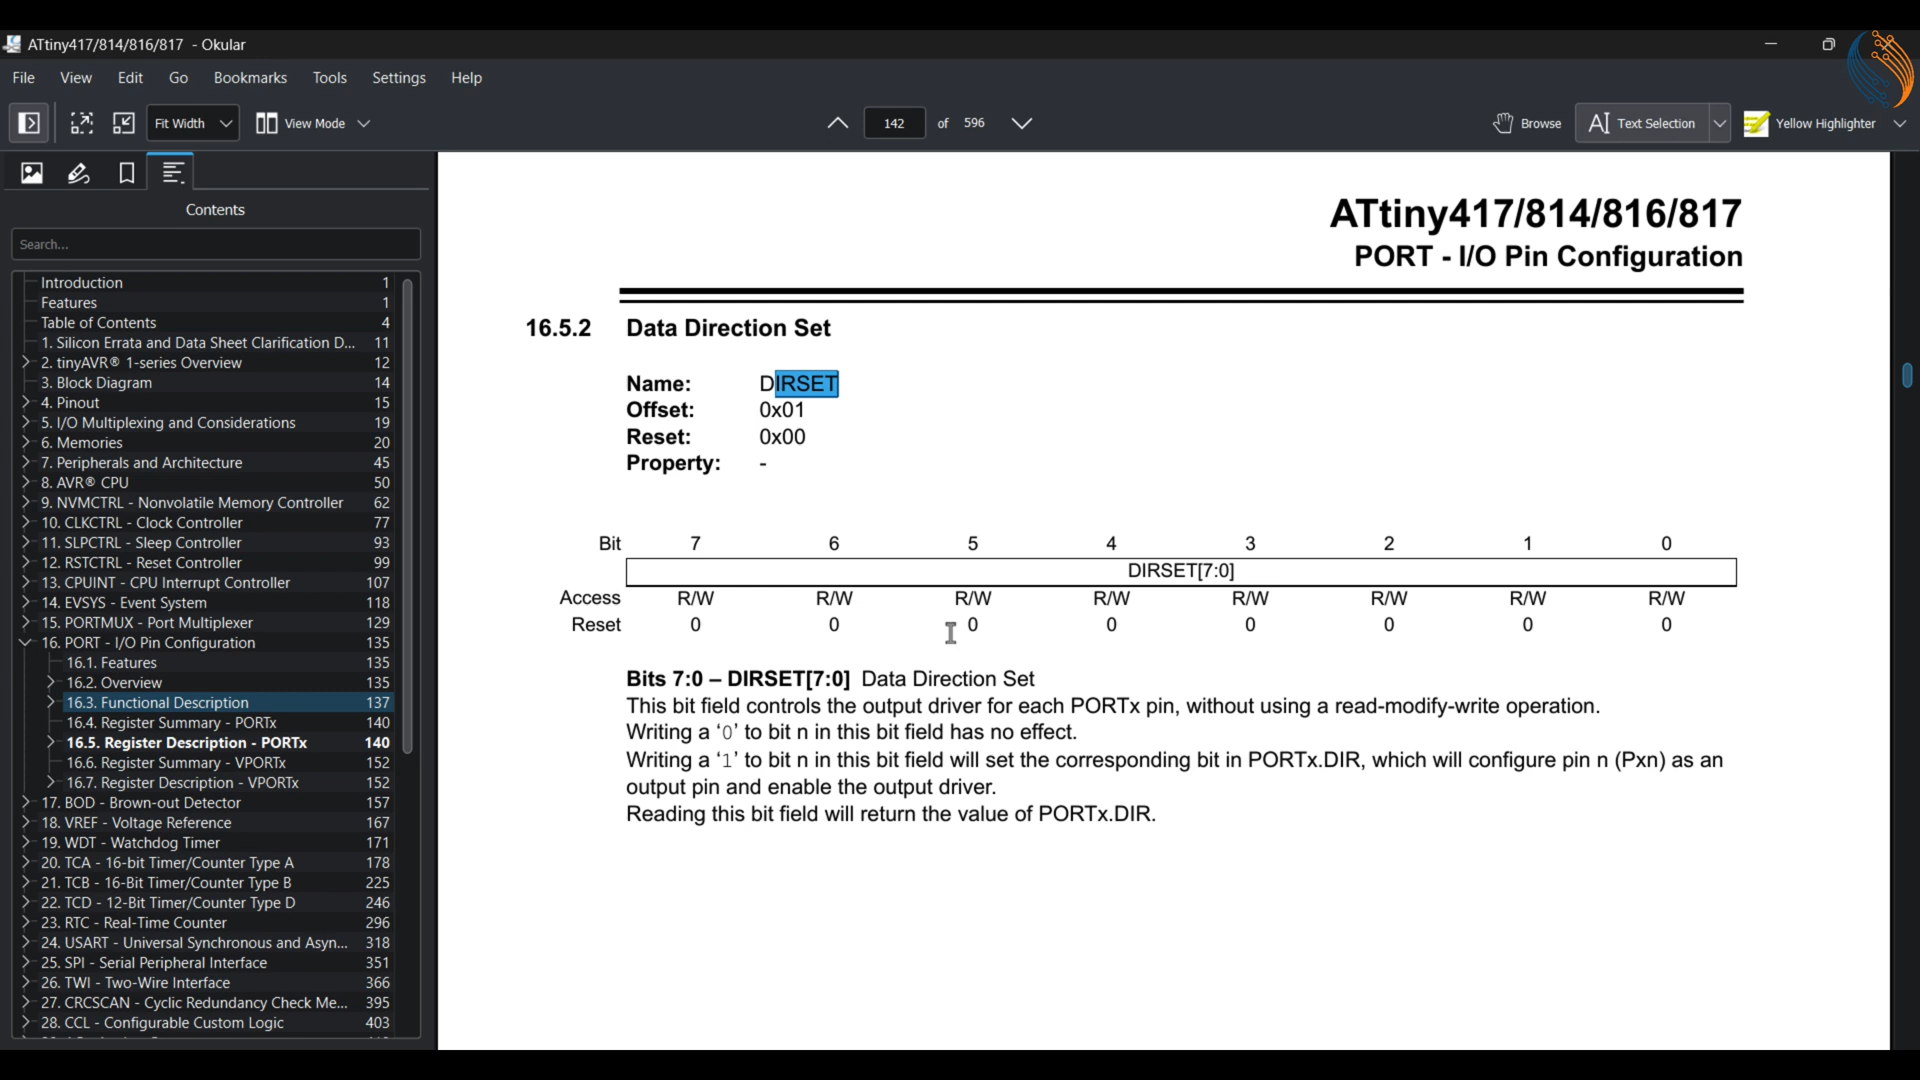 ATtiny417/814/816/817 - Okular
File View Edit Go Bookmarks Tools Settings Help
Fit Width View Mode 142 of 596 Browse Text Selection Yellow Highlighter
Contents
Search...
Introduction 1
Features 1
Table of Contents 4
1. Silicon Errata and Data Sheet Clarification D... 11
2. tinyAVR® 1-series Overview 12
3. Block Diagram 14
4. Pinout 15
5. I/O Multiplexing and Considerations 19
6. Memories 20
7. Peripherals and Architecture 45
8. AVR® CPU 50
9. NVMCTRL - Nonvolatile Memory Controller 62
10. CLKCTRL - Clock Controller 77
11. SLPCTRL - Sleep Controller 93
12. RSTCTRL - Reset Controller 99
13. CPUINT - CPU Interrupt Controller 107
14. EVSYS - Event System 118
15. PORTMUX - Port Multiplexer 129
16. PORT - I/O Pin Configuration 135
16.1. Features 135
16.2. Overview 135
16.3. Functional Description 137
16.4. Register Summary - PORTx 140
16.5. Register Description - PORTx 140
16.6. Register Summary - VPORTx 152
16.7. Register Description - VPORTx 152
17. BOD - Brown-out Detector 157
18. VREF - Voltage Reference 167
19. WDT - Watchdog Timer 171
20. TCA - 16-bit Timer/Counter Type A 178
21. TCB - 16-Bit Timer/Counter Type B 225
22. TCD - 12-Bit Timer/Counter Type D 246
23. RTC - Real-Time Counter 296
24. USART - Universal Synchronous and Asyn... 318
25. SPI - Serial Peripheral Interface 351
26. TWI - Two-Wire Interface 366
27. CRCSCAN - Cyclic Redundancy Check Me... 395
28. CCL - Configurable Custom Logic 403
ATtiny417/814/816/817
PORT - I/O Pin Configuration
16.5.2 Data Direction Set
Name: DIRSET
Offset: 0x01
Reset: 0x00
Property: -
Bit 7 6 5 4 3 2 1 0
DIRSET[7:0]
Access R/W R/W R/W R/W R/W R/W R/W R/W
Reset 0 0 0 0 0 0 0 0
Bits 7:0 – DIRSET[7:0] Data Direction Set
This bit field controls the output driver for each PORTx pin, without using a read-modify-write operation.
Writing a ‘0’ to bit n in this bit field has no effect.
Writing a ‘1’ to bit n in this bit field will set the corresponding bit in PORTx.DIR, which will configure pin n (Pxn) as an
output pin and enable the output driver.
Reading this bit field will return the value of PORTx.DIR.